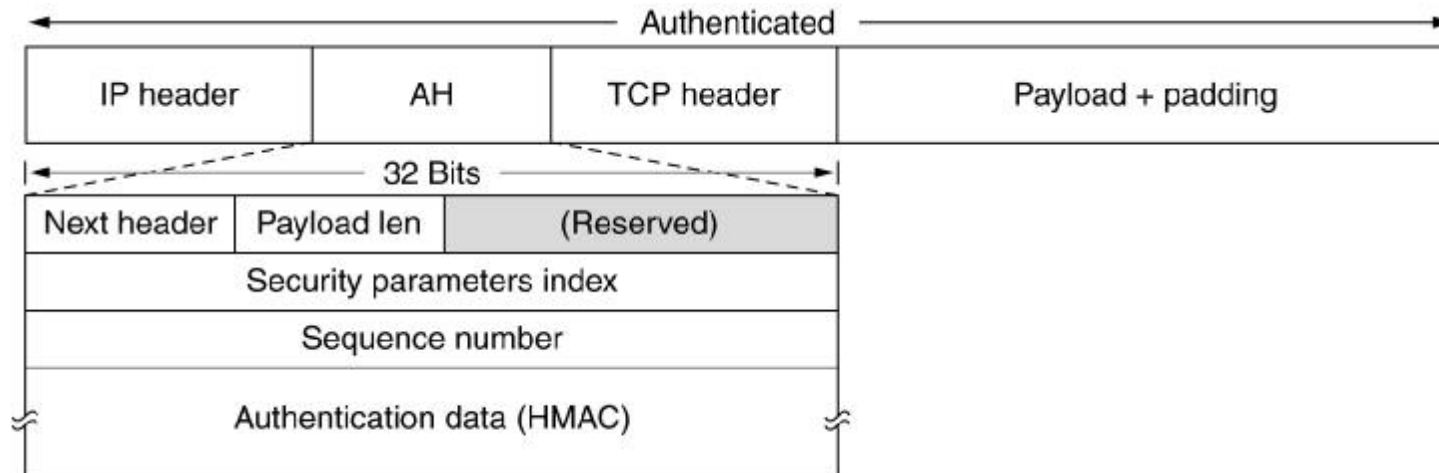 Authenticated
IP header AH TCP header Payload + padding
32 Bits
Next header Payload len (Reserved)
Security parameters index
Sequence number
Authentication data (HMAC)